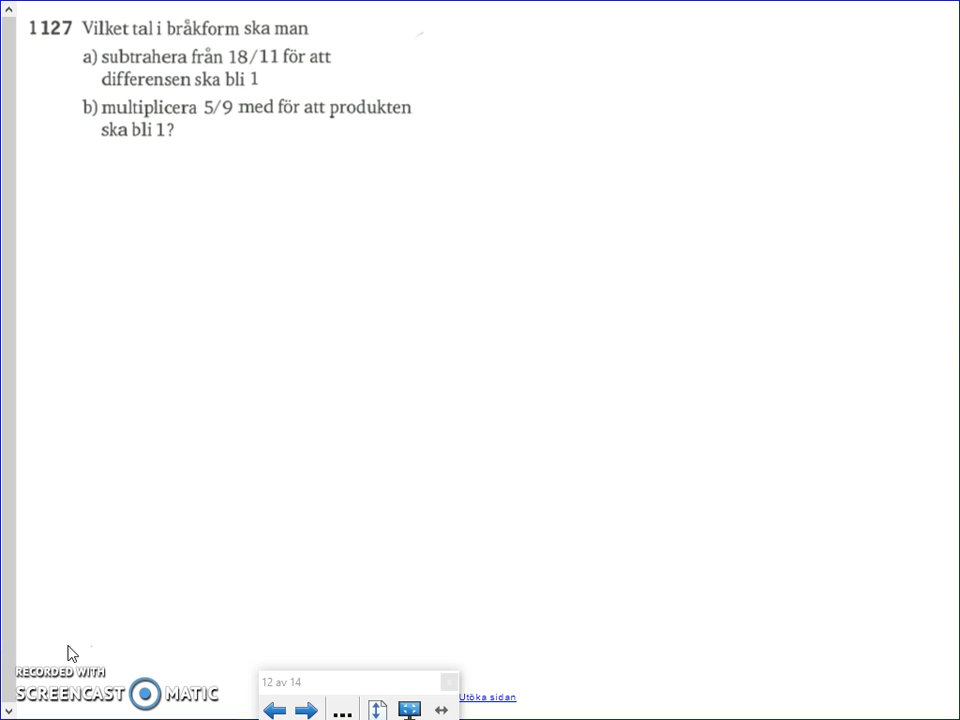 1127 Vilket tal i bråkform ska man
a) subtrahera från 18/11 för att
differensen ska bli 1
b) multiplicera 5/9 med för att produkten
ska bli 1?
RECORDED WITH
SCREENCAST MATIC
12 av 14
Utöka sidan